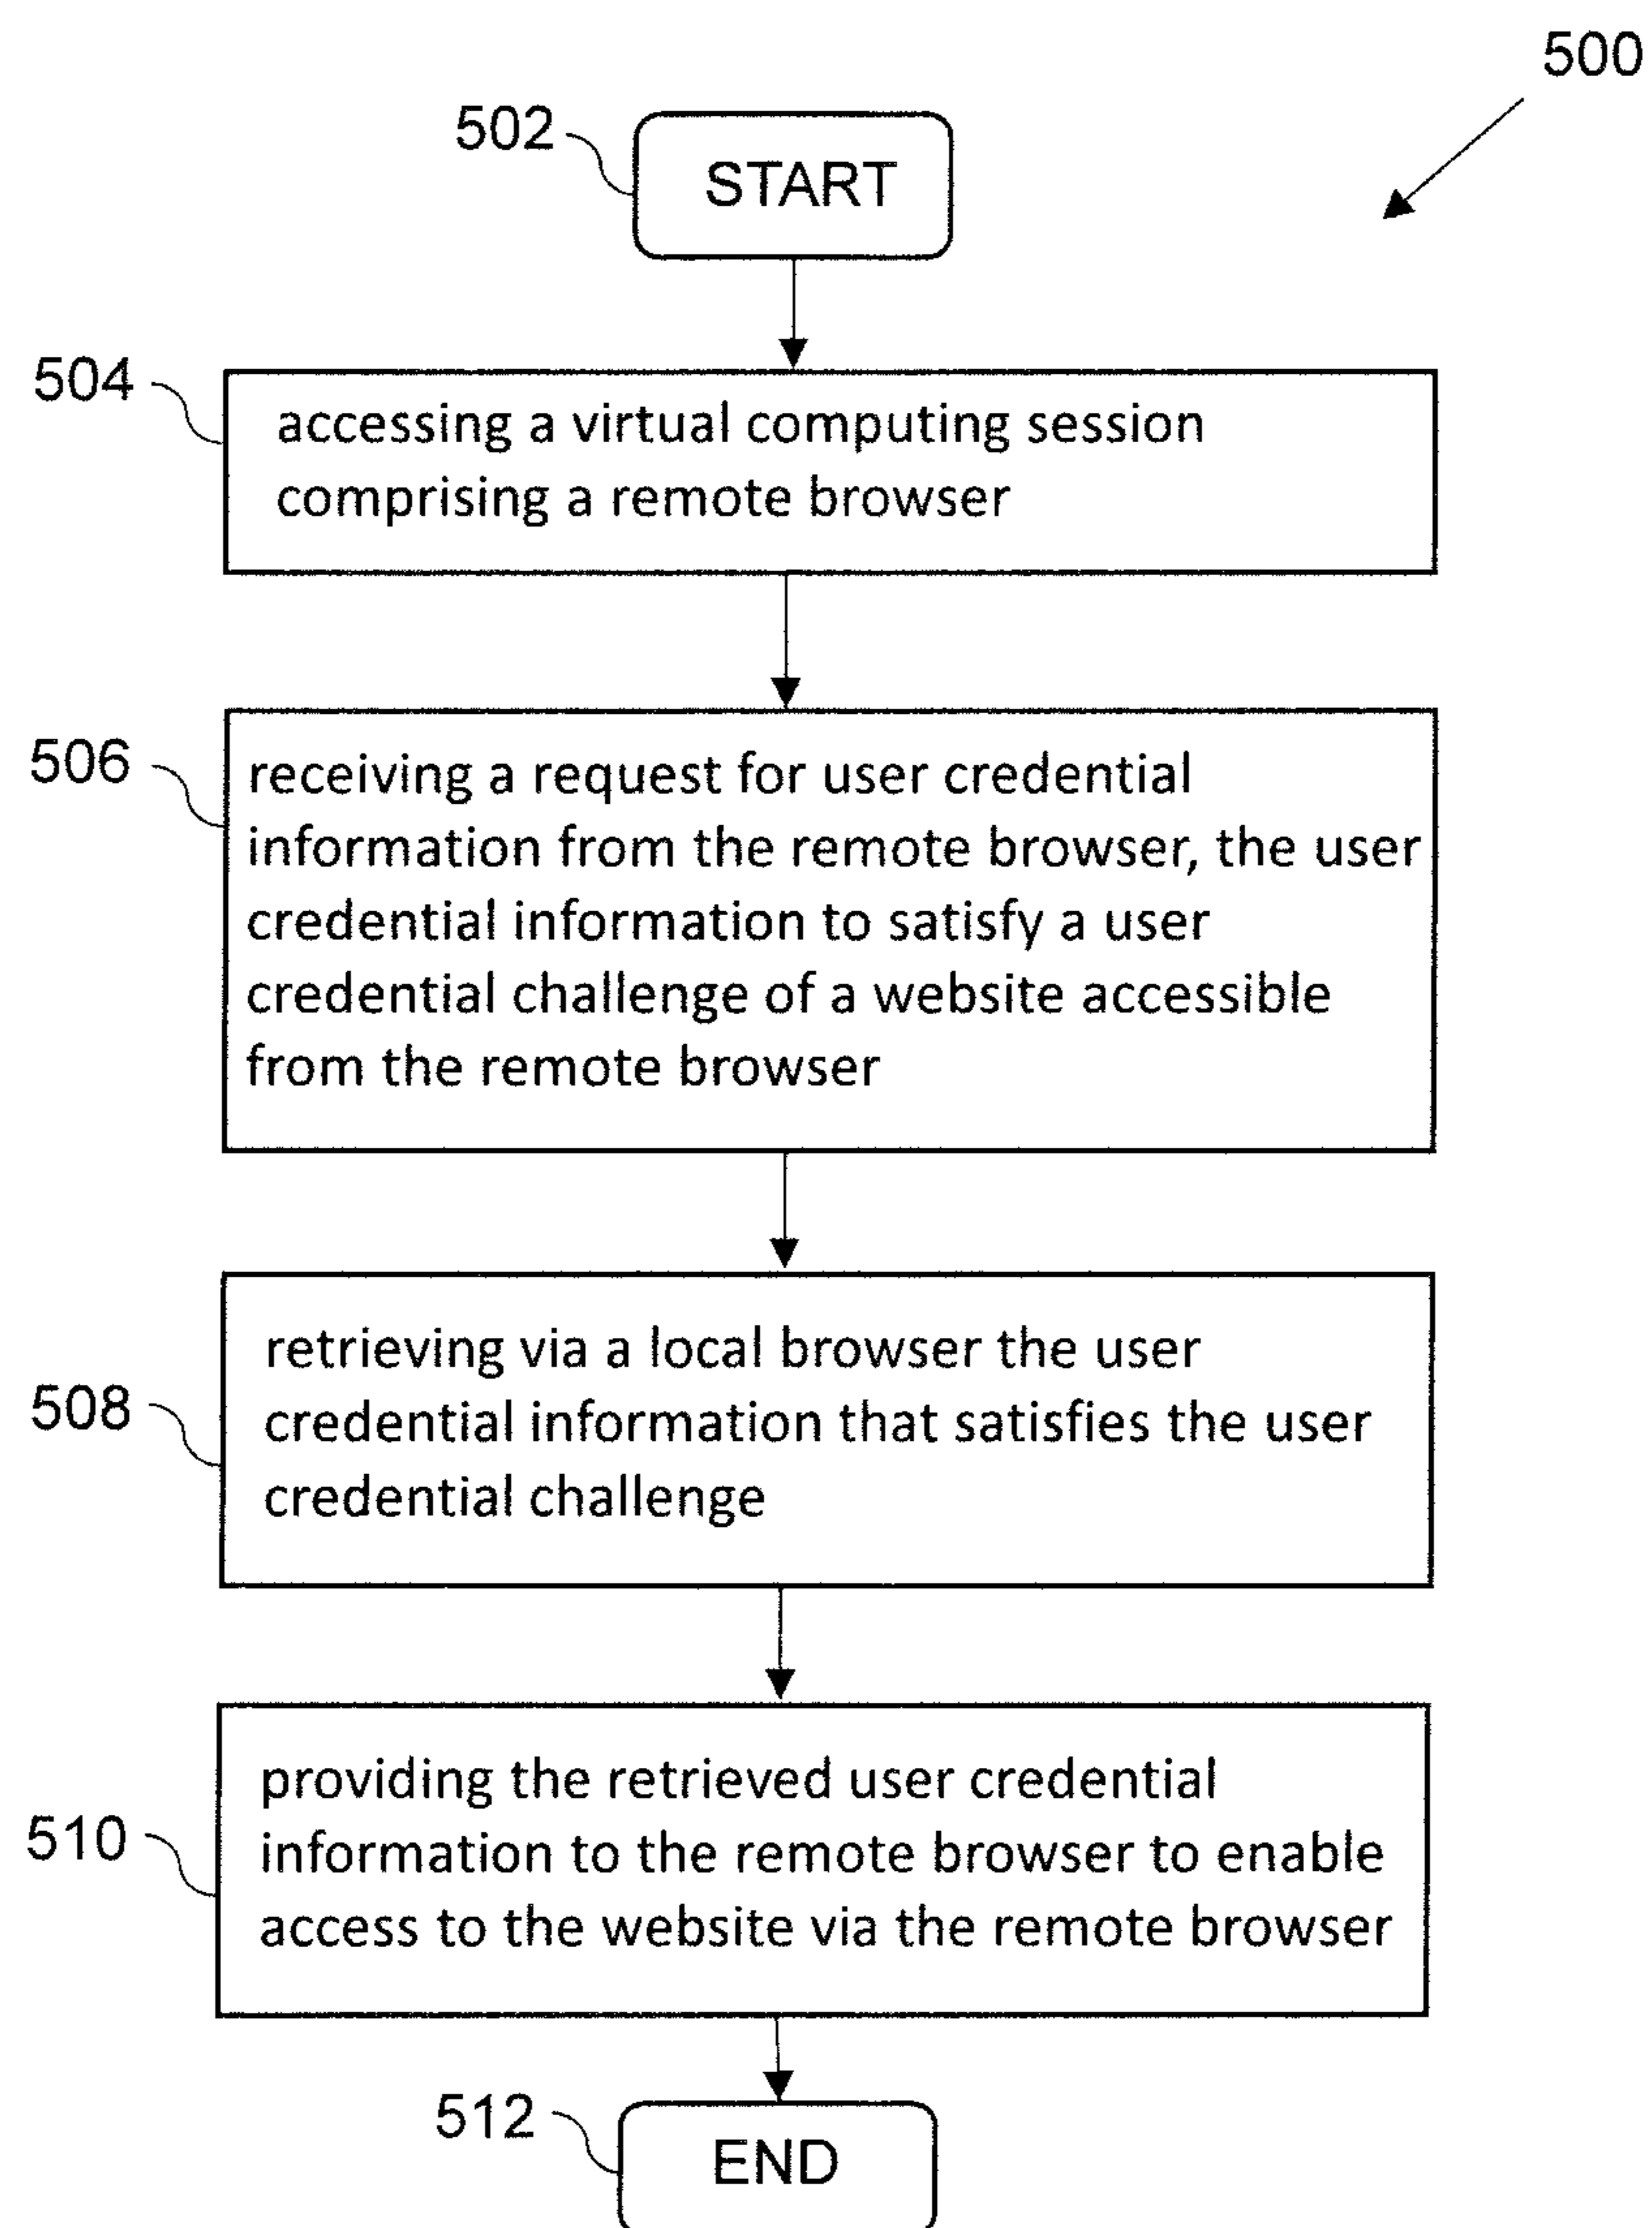 500
502
START
504
accessing a virtual computing session
comprising a remote browser
506
receiving a request for user credential
information from the remote browser, the user
credential information to satisfy a user
credential challenge of a website accessible
from the remote browser
508
retrieving via a local browser the user
credential information that satisfies the user
credential challenge
510
providing the retrieved user credential
information to the remote browser to enable
access to the website via the remote browser
512
END